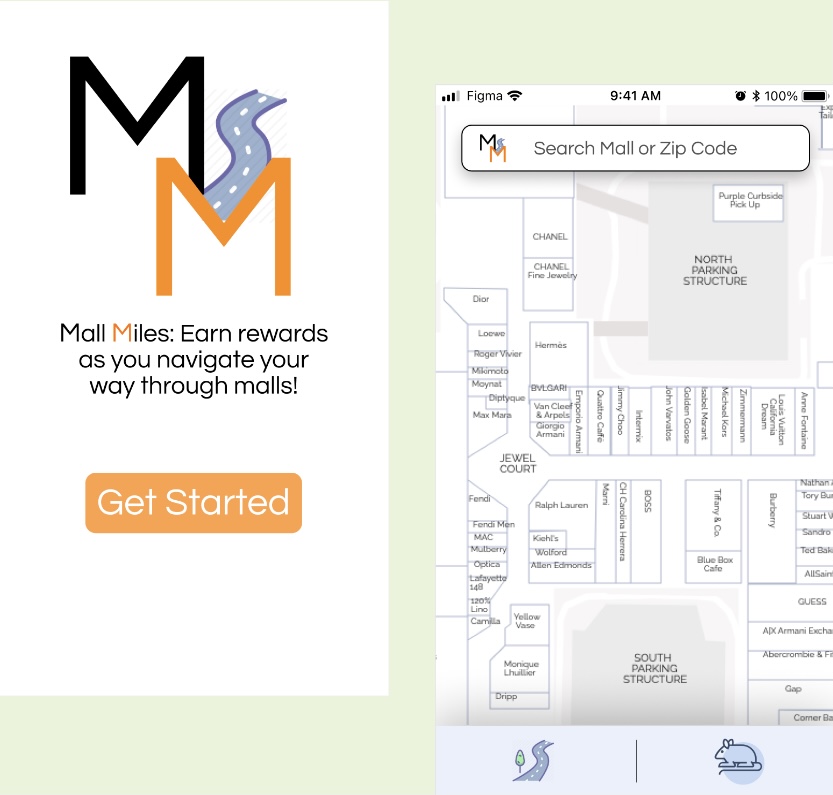 M
M
Mall Miles: Earn rewards
as you navigate your
way through malls!
Get Started
Figma
9:41 AM
100%
MM
Search Mall or Zip Code
Purple Curbside
Pick Up
CHANEL
CHANEL
Fine Jewelry
NORTH
PARKING
STRUCTURE
Dior
Loewe
Roger Vivier
Mikimoto
Moynat
Diptyque
Max Mara
Hermès
BVLGARI
Van Cleef
& Arpels
Giorgio
Armani
Emporio Armani
Quattro Caffè
Jimmy Choo
Intermix
John Varvatos
Golden Goose
Isabel Marant
Michael Kors
Zimmermann
Louis Vuitton
California
Dream
Anne Fontaine
JEWEL
COURT
Fendi
Fendi Men
MAC
Mulberry
Optica
Lafayette
148
120%
Lino
Camilla
Ralph Lauren
Kiehl's
Wolford
Allen Edmonds
Marni
CH Carolina Herrera
BOSS
Tiffany & Co.
Blue Box
Cafe
Burberry
Nathan
Tory Bur
Stuart W
Sandro
Ted Bak
AllSain
GUESS
A|X Armani Excha
Abercrombie & Fi
Gap
Corner Ba
Yellow
Vase
Monique
Lhuillier
Dripp
SOUTH
PARKING
STRUCTURE